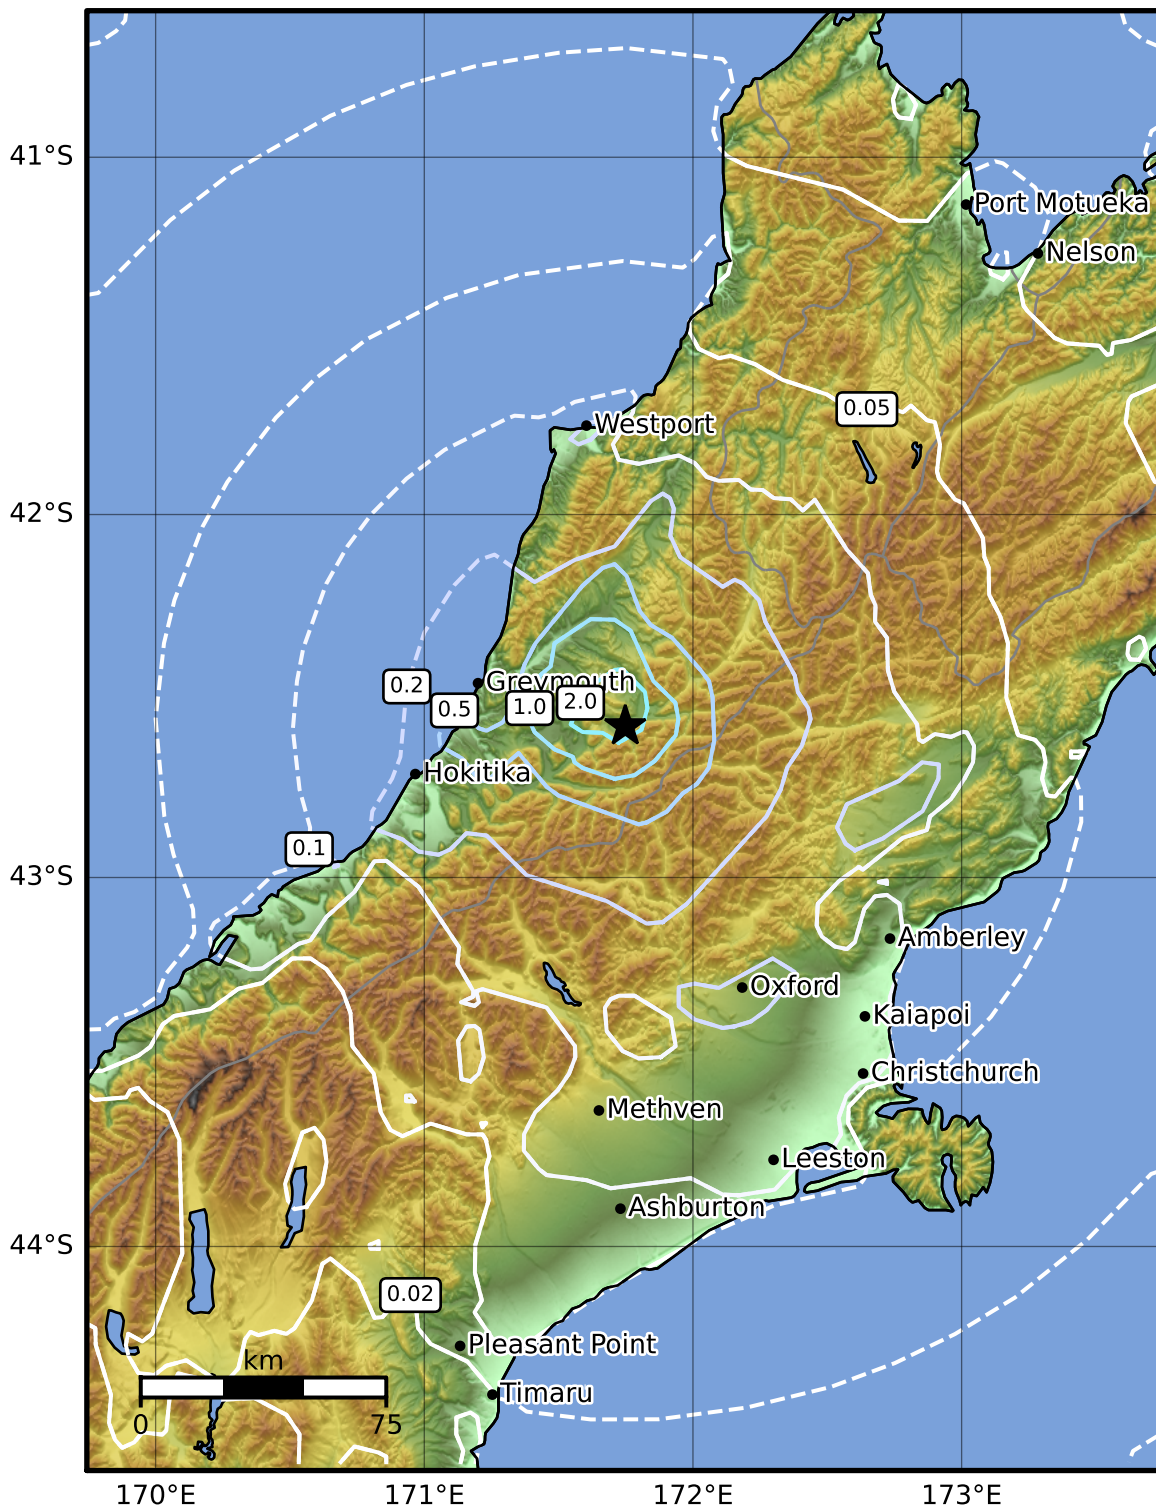 41°S
Port Motueka
Nelson
0.05
Westport
42°S
0.2
Greymouth
0.5
1.0
2.0
Hokitika
0.1
43°S
Amberley
Oxford
Kaiapoi
Christchurch
Methven
Leeston
Ashburton
44°S
0.02
Pleasant Point
km
Timaru
0
75
170°E
171°E
172°E
173°E